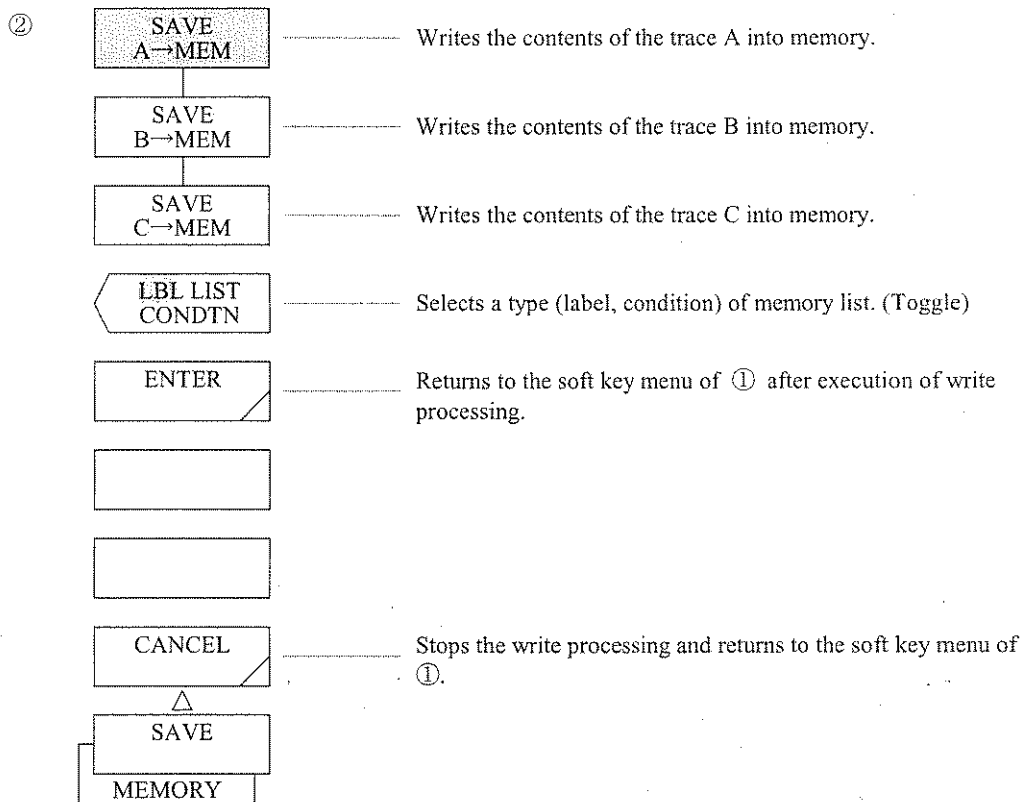 ②
SAVE
A→MEM
Writes the contents of the trace A into memory.
SAVE
B→MEM
Writes the contents of the trace B into memory.
SAVE
C→MEM
Writes the contents of the trace C into memory.
LBL LIST
CONDTN
Selects a type (label, condition) of memory list. (Toggle)
ENTER
Returns to the soft key menu of ① after execution of write
processing.
CANCEL
Stops the write processing and returns to the soft key menu of
①.
SAVE
MEMORY